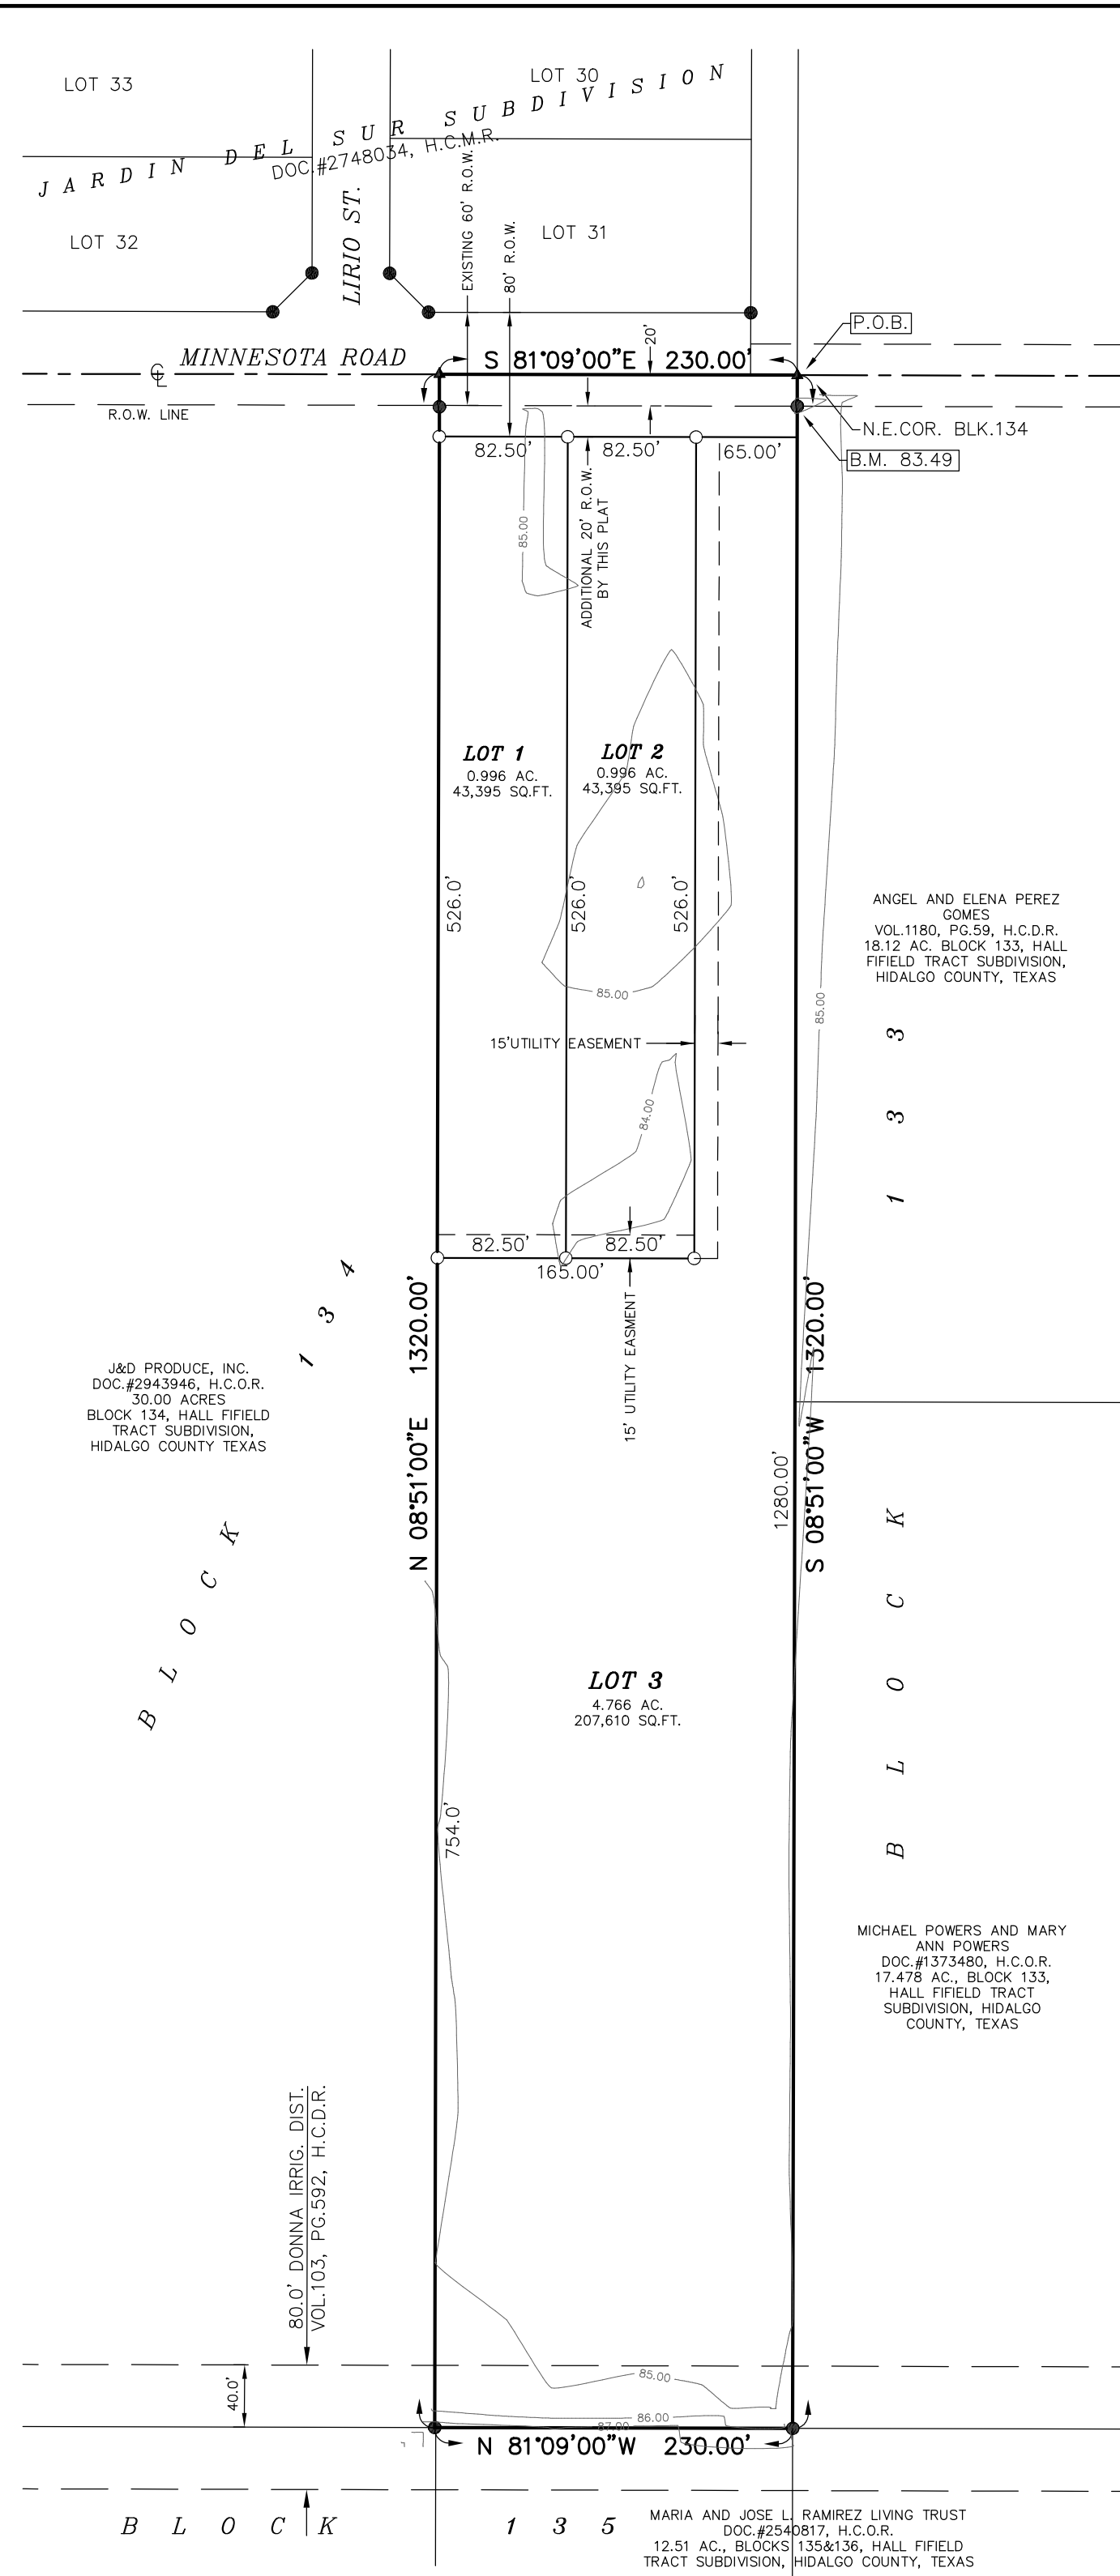 LOT 33
LOT 30
JARDIN DEL SUR SUBDIVISION
DOC.#2748034, H.C.M.R.
LOT 32
LIRIO ST.
EXISTING 60' R.O.W.
80' R.O.W.
LOT 31
P.O.B.
20'
MINNESOTA ROAD
S 81°09'00"E 230.00'
R.O.W. LINE
N.E.COR. BLK.134
B.M. 83.49
82.50'
82.50'
65.00'
ADDITIONAL 20' R.O.W.
BY THIS PLAT
85.00
LOT 1
0.996 AC.
43,395 SQ.FT.
LOT 2
0.996 AC.
43,395 SQ.FT.
526.0'
526.0'
526.0'
ANGEL AND ELENA PEREZ
GOMES
VOL.1180, PG.59, H.C.D.R.
18.12 AC. BLOCK 133, HALL
FIFIELD TRACT SUBDIVISION,
HIDALGO COUNTY, TEXAS
85.00
85.00
15'UTILITY EASEMENT
84.00
82.50'
82.50'
165.00'
15' UTILITY EASMENT
BLOCK 134
BLOCK 133
J&D PRODUCE, INC.
DOC.#2943946, H.C.O.R.
30.00 ACRES
BLOCK 134, HALL FIFIELD
TRACT SUBDIVISION,
HIDALGO COUNTY TEXAS
N 08°51'00"E 1320.00'
1280.00'
S 08°51'00"W 1320.00'
LOT 3
4.766 AC.
207,610 SQ.FT.
754.0'
MICHAEL POWERS AND MARY
ANN POWERS
DOC.#1373480, H.C.O.R.
17.478 AC., BLOCK 133,
HALL FIFIELD TRACT
SUBDIVISION, HIDALGO
COUNTY, TEXAS
80.0' DONNA IRRIG. DIST.
VOL.103, PG.592, H.C.D.R.
40.0'
85.00
86.00
87.00
N 81°09'00"W 230.00'
BLOCK 135
MARIA AND JOSE L. RAMIREZ LIVING TRUST
DOC.#2540817, H.C.O.R.
12.51 AC., BLOCKS 135&136, HALL FIFIELD
TRACT SUBDIVISION, HIDALGO COUNTY, TEXAS